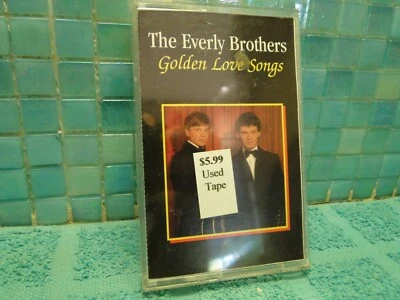 The Everly Brothers
Golden Love Songs
$5.99
Used
Tape